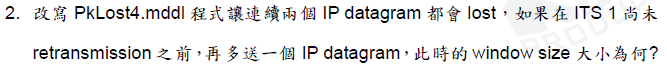 2. 改寫 PkLost4.mddl 程式讓連續兩個 IP datagram 都會 lost，如果在 ITS 1 尚未
retransmission 之前，再多送一個 IP datagram，此時的 window size 大小為何?